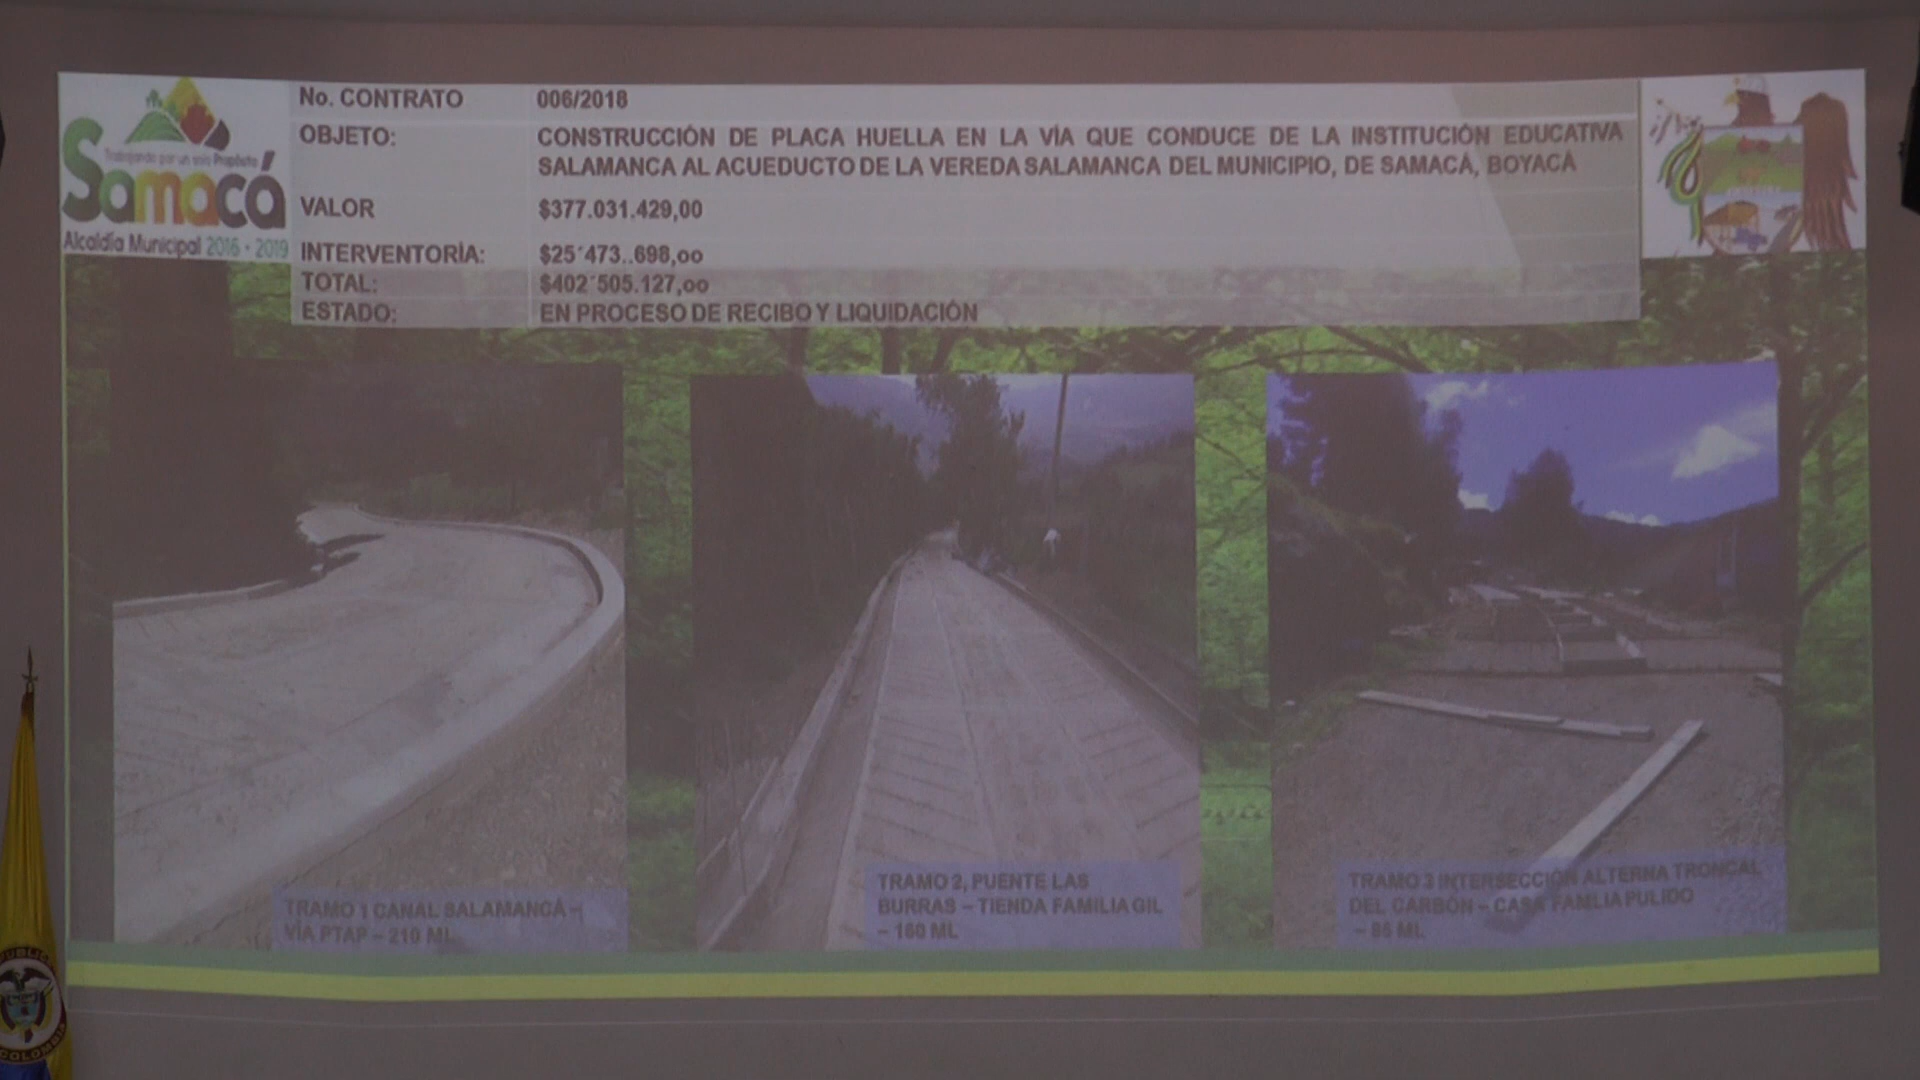 Trabajando por un solo Propósito
Samacá
Alcaldía Municipal 2016 - 2019
No. CONTRATO 006/2018
OBJETO: CONSTRUCCIÓN DE PLACA HUELLA EN LA VÍA QUE CONDUCE DE LA INSTITUCIÓN EDUCATIVA
SALAMANCA AL ACUEDUCTO DE LA VEREDA SALAMANCA DEL MUNICIPIO, DE SAMACÁ, BOYACÁ
VALOR $377.031.429,00
INTERVENTORÍA: $25´473..698,oo
TOTAL: $402´505.127,oo
ESTADO: EN PROCESO DE RECIBO Y LIQUIDACIÓN
TRAMO 1 CANAL SALAMANCA –
VÍA PTAP – 210 ML
TRAMO 2, PUENTE LAS
BURRAS – TIENDA FAMILIA GIL
– 160 ML
TRAMO 3 INTERSECCIÓN ALTERNA TRONCAL
DEL CARBÓN – CASA FAMLIA PULIDO
– 85 ML
COLOMBIA